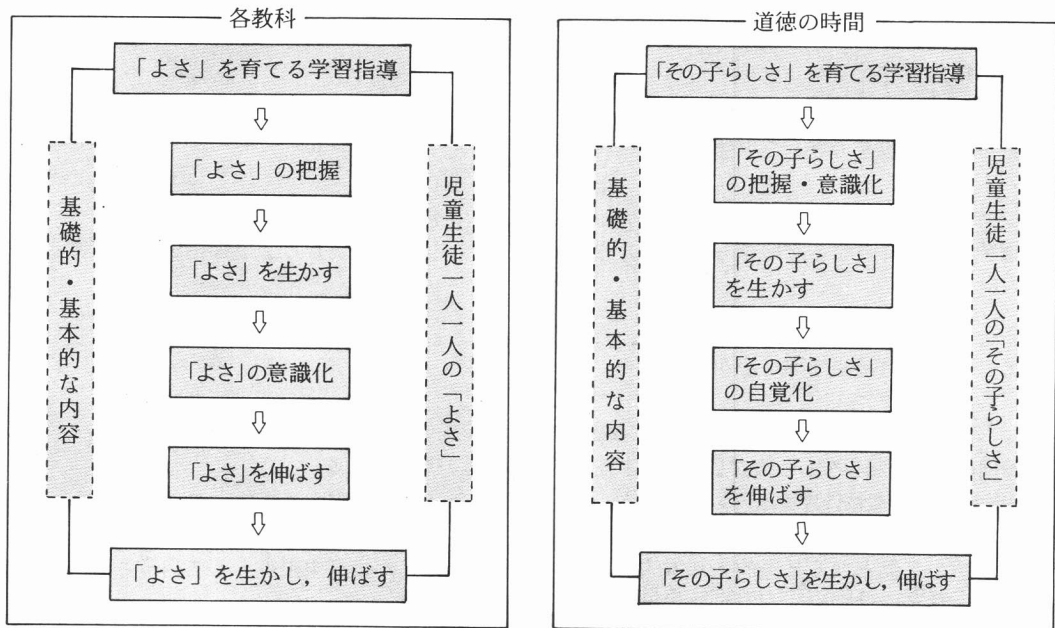 各教科
「よさ」を育てる学習指導
「よさ」の把握
「よさ」を生かす
「よさ」の意識化
「よさ」を伸ばす
「よさ」を生かし，伸ばす
基礎的・基本的な内容
児童生徒一人一人の「よさ」
道徳の時間
「その子らしさ」を育てる学習指導
「その子らしさ」
の把握・意識化
「その子らしさ」
を生かす
「その子らしさ」
の自覚化
「その子らしさ」
を伸ばす
「その子らしさ」を生かし，伸ばす
基礎的・基本的な内容
児童生徒一人一人の「その子らしさ」